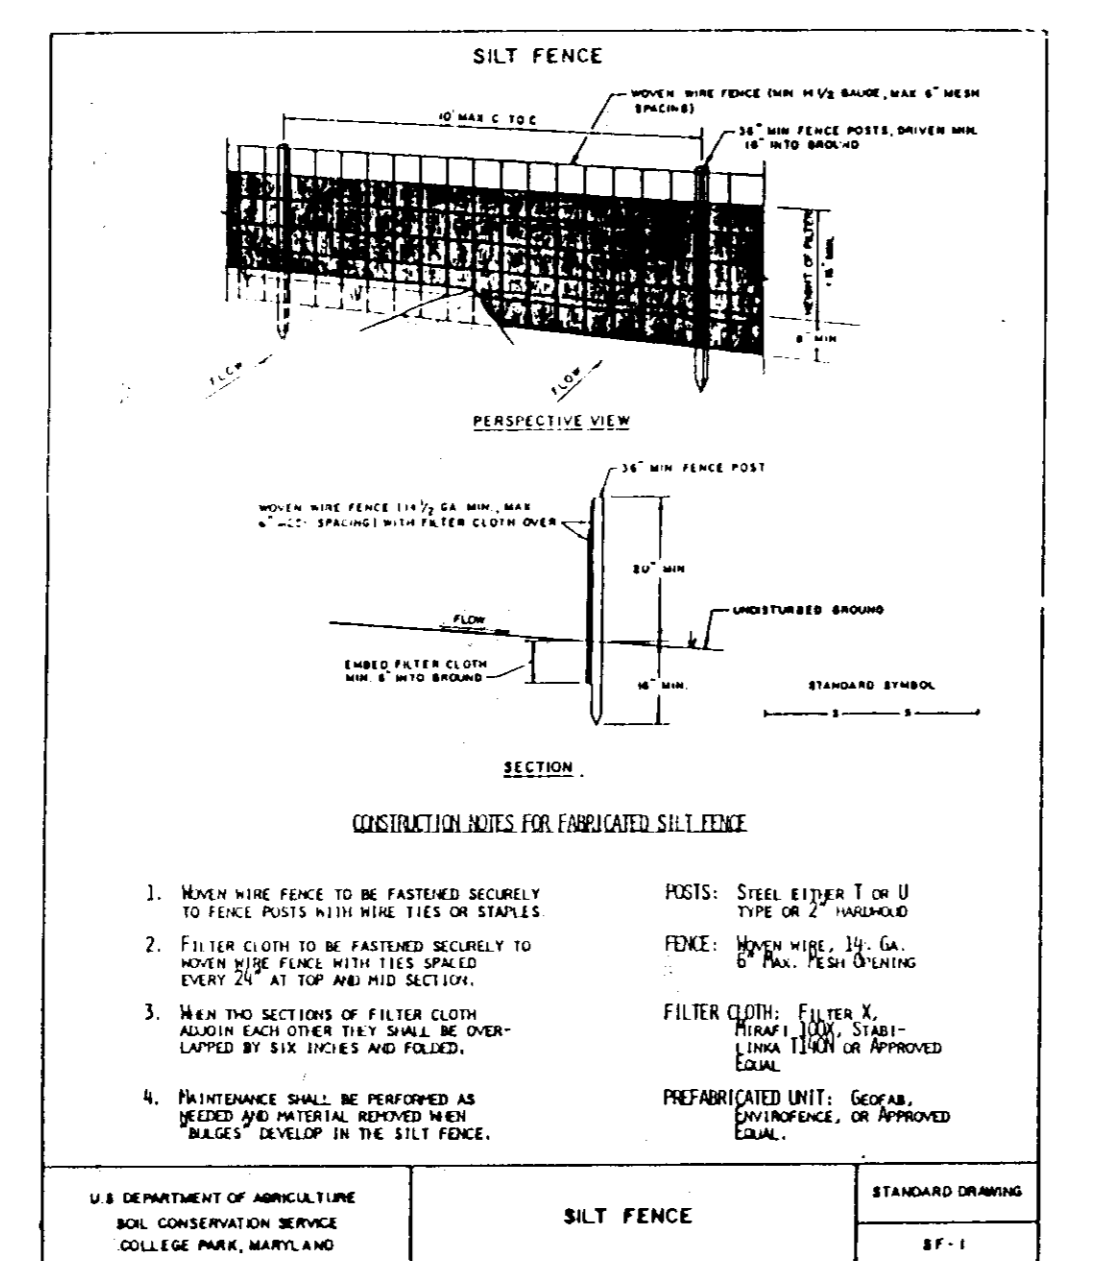 SILT FENCE
WOVEN WIRE FENCE (MIN 14 1/2 GAUGE, MAX 6" MESH
SPACING)
10' MAX C TO C
36" MIN FENCE POSTS, DRIVEN MIN.
16" INTO GROUND
HEIGHT OF FILTER
MIN.
8" MIN
FLOW
FLOW
PERSPECTIVE VIEW
36" MIN FENCE POST
WOVEN WIRE FENCE (14 1/2 GA. MIN., MAX
6" SPACING) WITH FILTER CLOTH OVER
20" MIN
UNDISTURBED GROUND
FLOW
EMBED FILTER CLOTH
MIN. 8" INTO GROUND
16" MIN.
STANDARD SYMBOL
S S
SECTION
CONSTRUCTION NOTES FOR FABRICATED SILT FENCE
1. WOVEN WIRE FENCE TO BE FASTENED SECURELY
TO FENCE POSTS WITH WIRE TIES OR STAPLES.
2. FILTER CLOTH TO BE FASTENED SECURELY TO
WOVEN WIRE FENCE WITH TIES SPACED
EVERY 24" AT TOP AND MID SECTION.
3. WHEN TWO SECTIONS OF FILTER CLOTH
ADJOIN EACH OTHER THEY SHALL BE OVER-
LAPPED BY SIX INCHES AND FOLDED.
4. MAINTENANCE SHALL BE PERFORMED AS
NEEDED AND MATERIAL REMOVED WHEN
"BULGES" DEVELOP IN THE SILT FENCE.
POSTS: STEEL EITHER T OR U
TYPE OR 2" HARDWOOD
FENCE: WOVEN WIRE, 14. GA.
6" MAX. MESH OPENING
FILTER CLOTH: FILTER X,
MIRAFI 100X, STABI-
LINKA T140N OR APPROVED
EQUAL
PREFABRICATED UNIT: GEOFAB,
ENVIROFENCE, OR APPROVED
EQUAL.
U.S DEPARTMENT OF AGRICULTURE
SOIL CONSERVATION SERVICE
COLLEGE PARK, MARYLAND
SILT FENCE
STANDARD DRAWING
SF-1